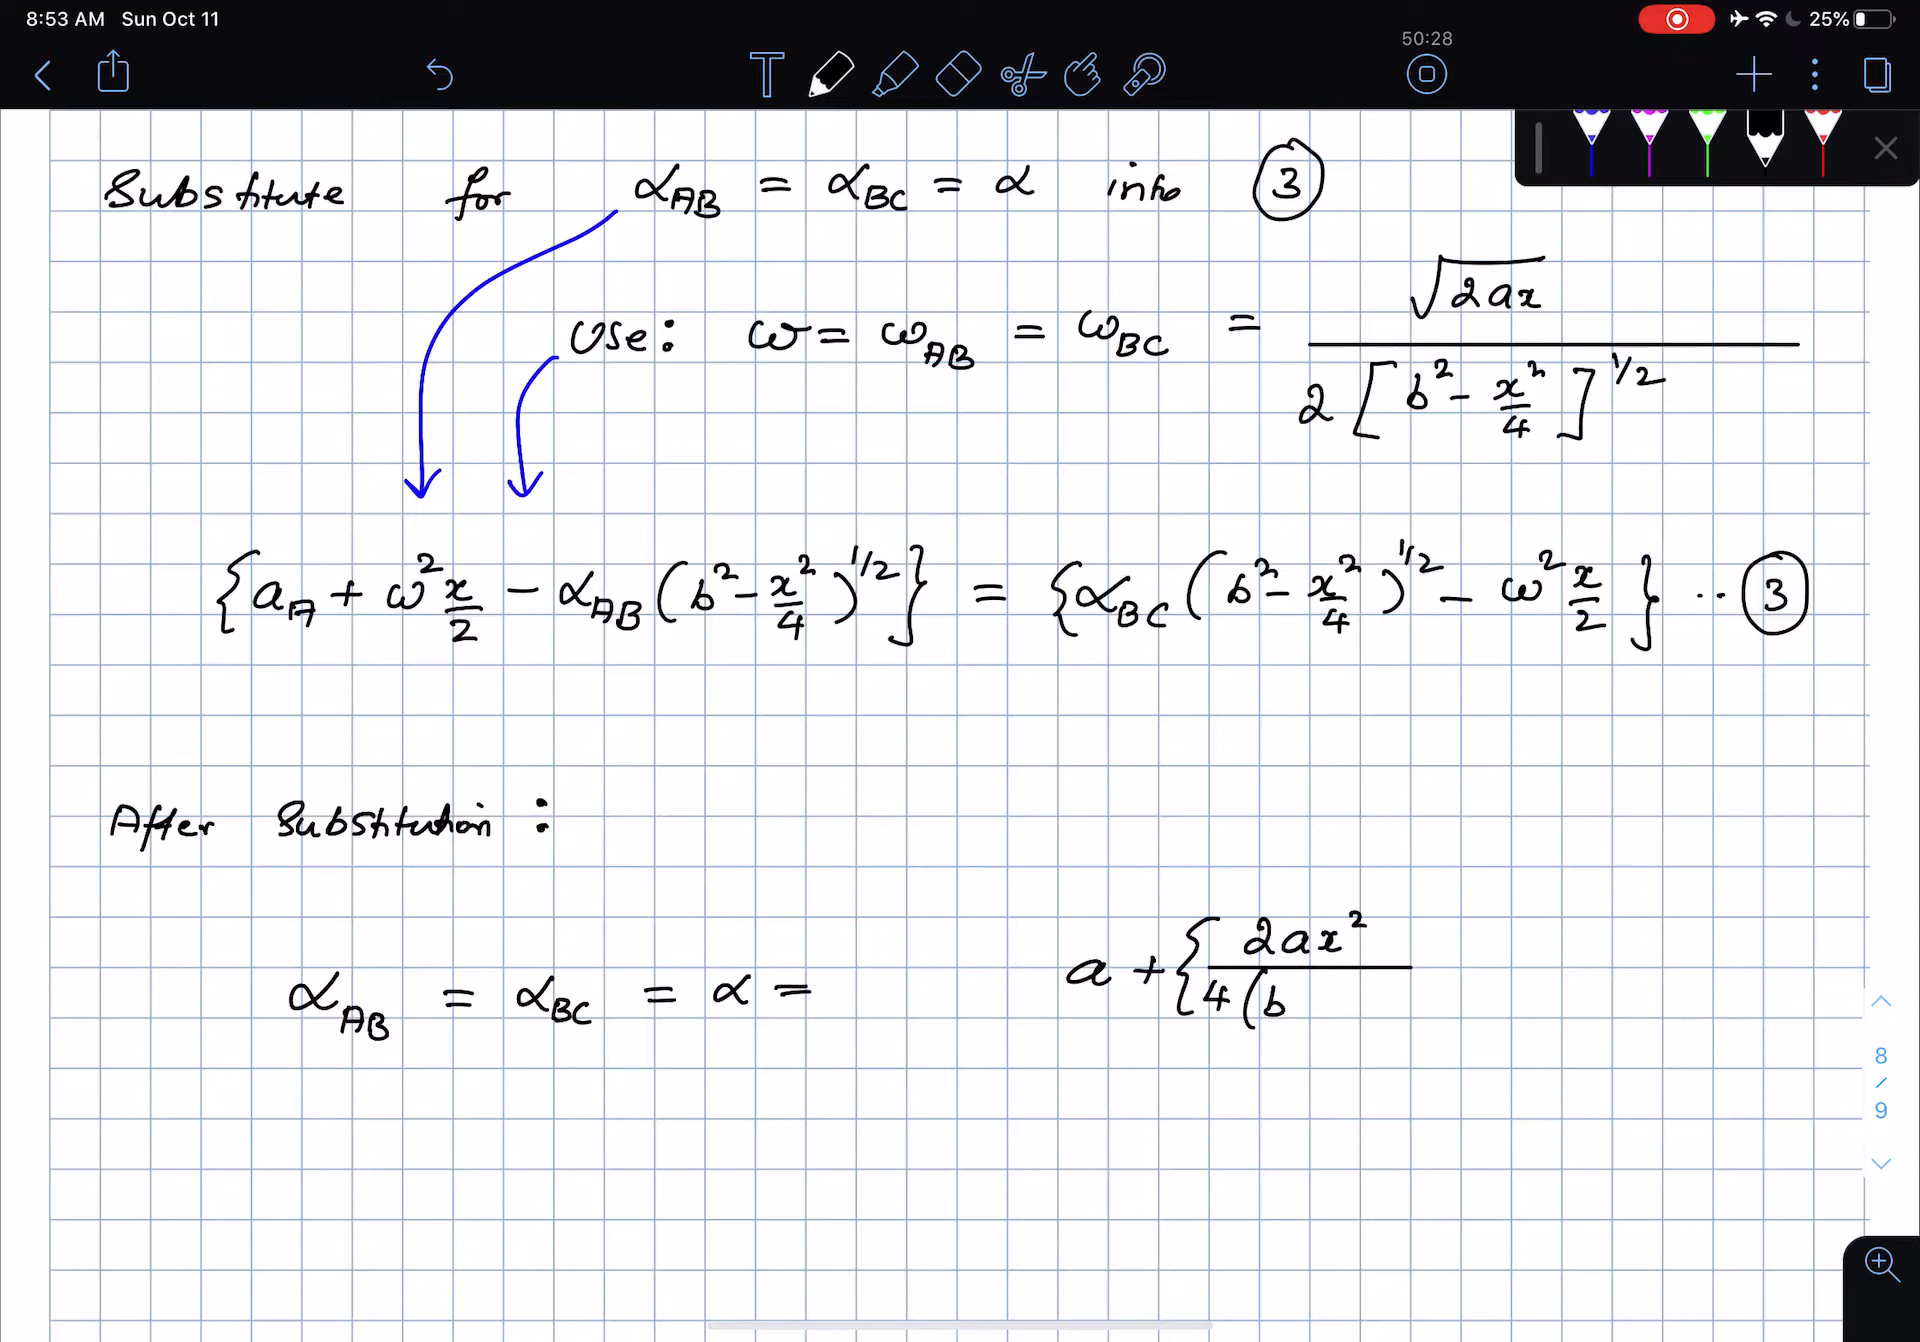 8:53 AM Sun Oct 11 25%
50:28
Substitute for α_AB = α_BC = α into ③
Use: ω = ω_AB = ω_BC = √(2ax) / 2[b² - x²/4]^1/2
{a_A + ω² x/2 - α_AB (b² - x²/4)^1/2} = {α_BC (b² - x²/4)^1/2 - ω² x/2} .. ③
After Substitution :
α_AB = α_BC = α = a + { 2ax² / 4(b
8 / 9